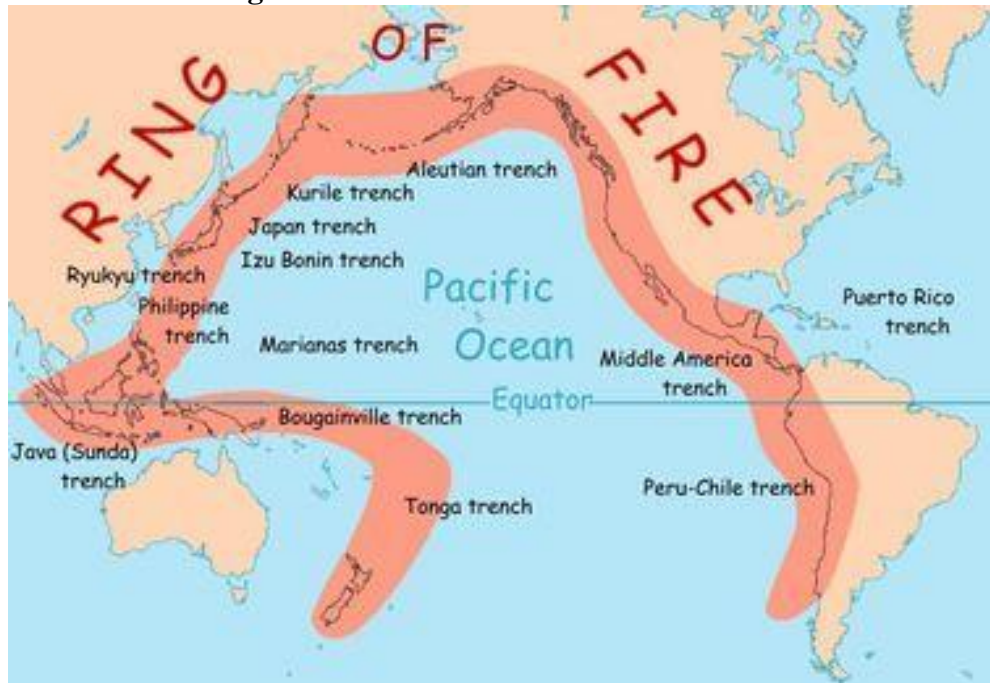 RING OF FIRE
Aleutian trench
Kurile trench
Japan trench
Izu Bonin trench
Ryukyu trench
Philippine
trench
Marianas trench
Pacific
Ocean
Equator
Puerto Rico
trench
Middle America
trench
Bougainville trench
Java (Sunda)
trench
Tonga trench
Peru-Chile trench